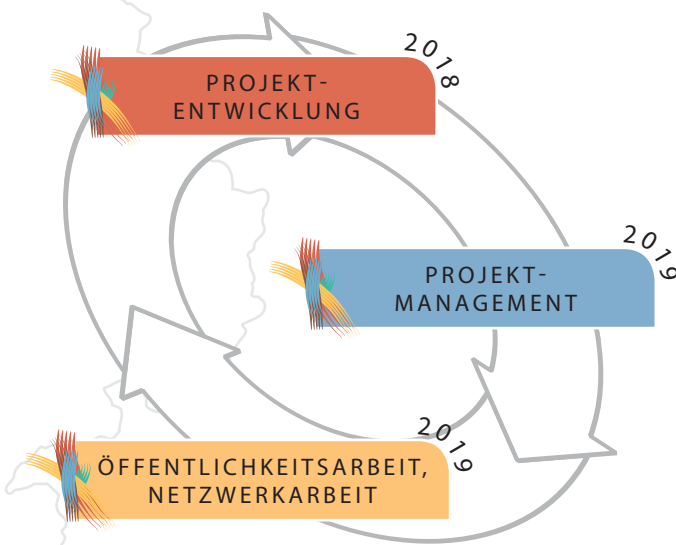 2018
PROJEKT-
ENTWICKLUNG
2019
PROJEKT-
MANAGEMENT
2019
ÖFFENTLICHKEITSARBEIT,
NETZWERKARBEIT